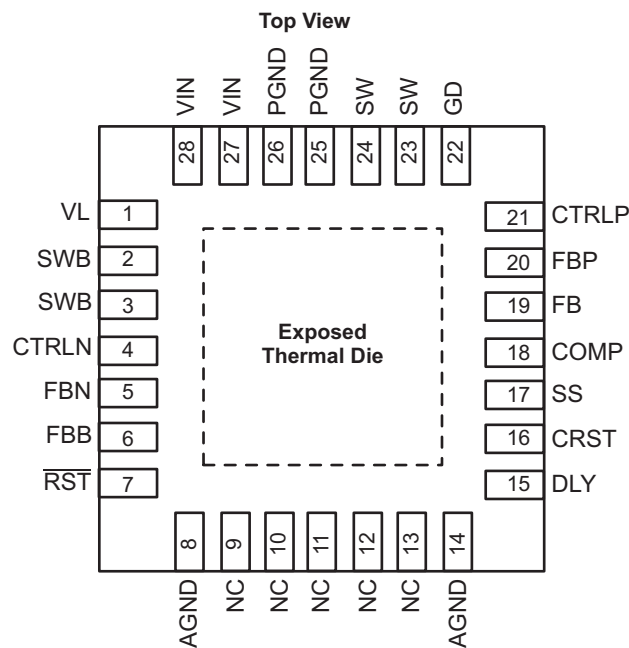 Top View
VIN
VIN
PGND
PGND
SW
SW
GD
28
27
26
25
24
23
22
VL 1
SWB 2
SWB 3
CTRLN 4
FBN 5
FBB 6
R̅S̅T̅ 7
Exposed
Thermal Die
21 CTRLP
20 FBP
19 FB
18 COMP
17 SS
16 CRST
15 DLY
8
9
10
11
12
13
14
AGND
NC
NC
NC
NC
NC
AGND